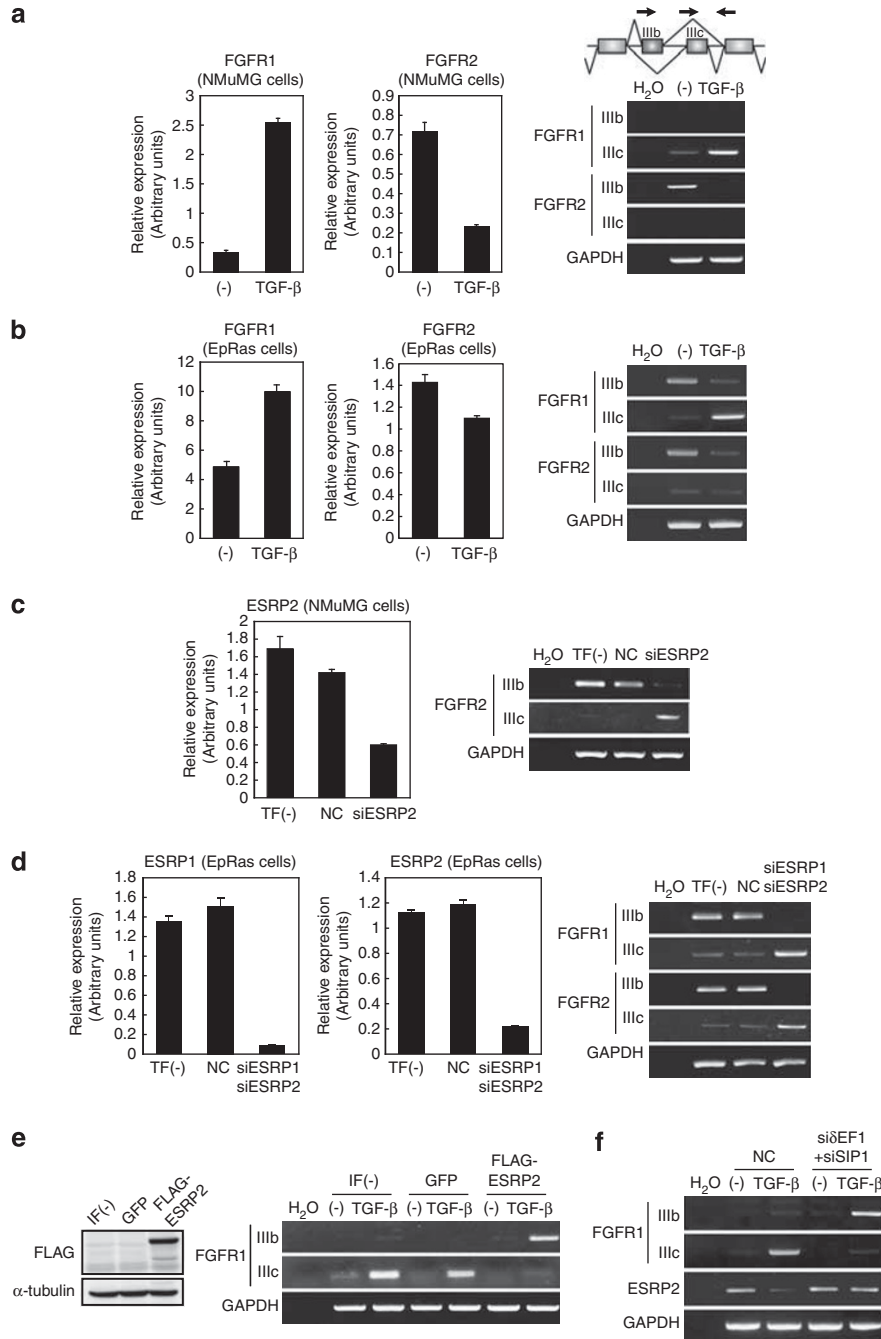 a
FGFR1
(NMuMG cells)
Relative expression
(Arbitrary units)
3
2.5
2
1.5
1
0.5
0
(-) TGF-β
FGFR2
(NMuMG cells)
Relative expression
(Arbitrary units)
0.9
0.8
0.7
0.6
0.5
0.4
0.3
0.2
0.1
0
(-) TGF-β
IIIb IIIc
H2O (-) TGF-β
FGFR1
IIIb
IIIc
FGFR2
IIIb
IIIc
GAPDH
b
FGFR1
(EpRas cells)
Relative expression
(Arbitrary units)
12
10
8
6
4
2
0
(-) TGF-β
FGFR2
(EpRas cells)
Relative expression
(Arbitrary units)
1.6
1.4
1.2
1
0.8
0.6
0.4
0.2
0
(-) TGF-β
H2O (-) TGF-β
FGFR1
IIIb
IIIc
FGFR2
IIIb
IIIc
GAPDH
c
ESRP2 (NMuMG cells)
Relative expression
(Arbitrary units)
2
1.8
1.6
1.4
1.2
1
0.8
0.6
0.4
0.2
0
TF(-) NC siESRP2
H2O TF(-) NC siESRP2
FGFR2
IIIb
IIIc
GAPDH
d
ESRP1 (EpRas cells)
Relative expression
(Arbitrary units)
1.8
1.6
1.4
1.2
1
0.8
0.6
0.4
0.2
0
TF(-) NC siESRP1
siESRP2
ESRP2 (EpRas cells)
Relative expression
(Arbitrary units)
1.4
1.2
1
0.8
0.6
0.4
0.2
0
TF(-) NC siESRP1
siESRP2
siESRP1
H2O TF(-) NC siESRP2
FGFR1
IIIb
IIIc
FGFR2
IIIb
IIIc
GAPDH
e
IF(-) GFP FLAG-
ESRP2
FLAG
α-tubulin
IF(-) GFP FLAG-
ESRP2
H2O (-) TGF-β (-) TGF-β (-) TGF-β
FGFR1
IIIb
IIIc
GAPDH
f
NC siδEF1
+siSIP1
H2O (-) TGF-β (-) TGF-β
FGFR1
IIIb
IIIc
ESRP2
GAPDH